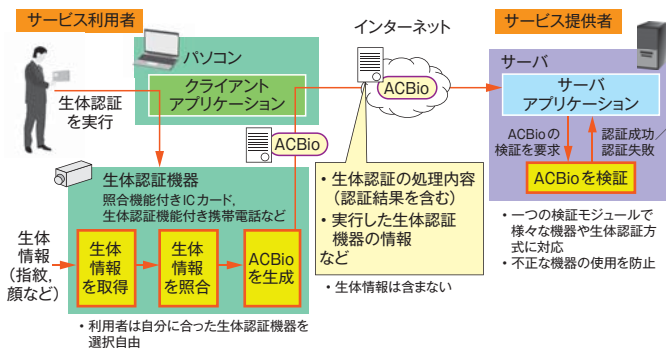 サービス利用者
パソコン
クライアント
アプリケーション
生体認証
を実行
ACBio
生体認証機器
照合機能付きICカード,
生体認証機能付き携帯電話など
生体
情報
(指紋,
顔など)
生体
情報
を取得
生体
情報
を照合
ACBio
を生成
・利用者は自分に合った生体認証機器を
選択自由
インターネット
ACBio
・生体認証の処理内容
(認証結果を含む)
・実行した生体認証
機器の情報
など
・生体情報は含まない
サービス提供者
サーバ
サーバ
アプリケーション
ACBioの
検証を要求
認証成功/
認証失敗
ACBioを検証
・一つの検証モジュールで
様々な機器や生体認証方
式に対応
・不正な機器の使用を防止